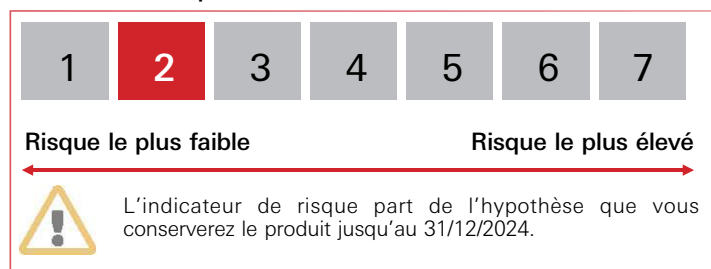 1 2 3 4 5 6 7
Risque le plus faible Risque le plus élevé
L'indicateur de risque part de l'hypothèse que vous
conserverez le produit jusqu'au 31/12/2024.